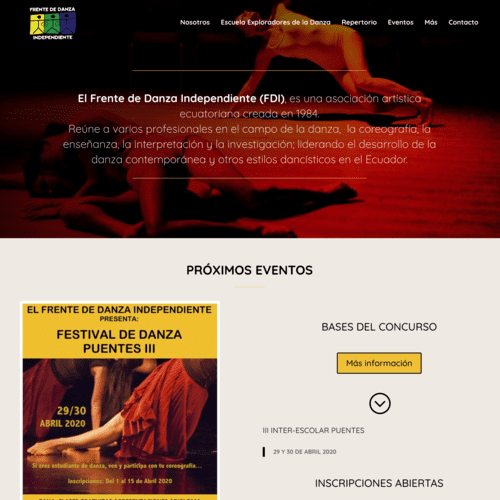 FRENTE DE DANZA
INDEPENDIENTE
Nosotros Escuela Exploradores de la Danza Repertorio Eventos Más Contacto
El Frente de Danza Independiente (FDI), es una asociación artística
ecuatoriana creada en 1984.
Reúne a varios profesionales en el campo de la danza, la coreografía, la
enseñanza, la interpretación y la investigación; liderando el desarrollo de la
danza contemporánea y otros estilos dancísticos en el Ecuador.
PRÓXIMOS EVENTOS
EL FRENTE DE DANZA INDEPENDIENTE
PRESENTA:
FESTIVAL DE DANZA
PUENTES III
29/30
ABRIL 2020
Si eres estudiante de danza, ven y participa con tu coreografía...
Inscripciones: Del 1 al 15 de Abril 2020
BASES DEL CONCURSO
Más información
III INTER-ESCOLAR PUENTES
29 Y 30 DE ABRIL 2020
INSCRIPCIONES ABIERTAS